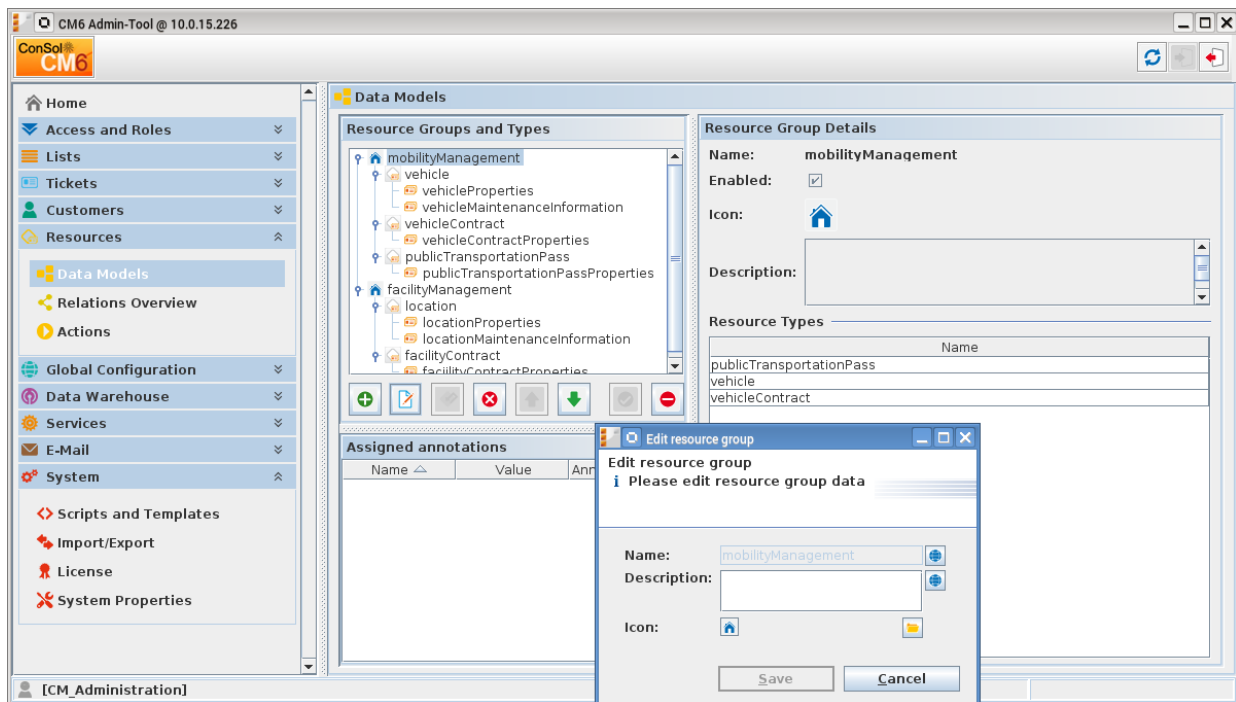 CM6 Admin-Tool @ 10.0.15.226
ConSol
CM6
Home
Access and Roles
Lists
Tickets
Customers
Resources
Data Models
Relations Overview
Actions
Global Configuration
Data Warehouse
Services
E-Mail
System
Scripts and Templates
Import/Export
License
System Properties
Data Models
Resource Groups and Types
mobilityManagement
vehicle
vehicleProperties
vehicleMaintenanceInformation
vehicleContract
vehicleContractProperties
publicTransportationPass
publicTransportationPassProperties
facilityManagement
location
locationProperties
locationMaintenanceInformation
facilityContract
facilityContractProperties
Assigned annotations
Name Value Ann
Resource Group Details
Name: mobilityManagement
Enabled:
Icon:
Description:
Resource Types
Name
publicTransportationPass
vehicle
vehicleContract
Edit resource group
Edit resource group
i Please edit resource group data
Name: mobilityManagement
Description:
Icon:
Save Cancel
[CM_Administration]